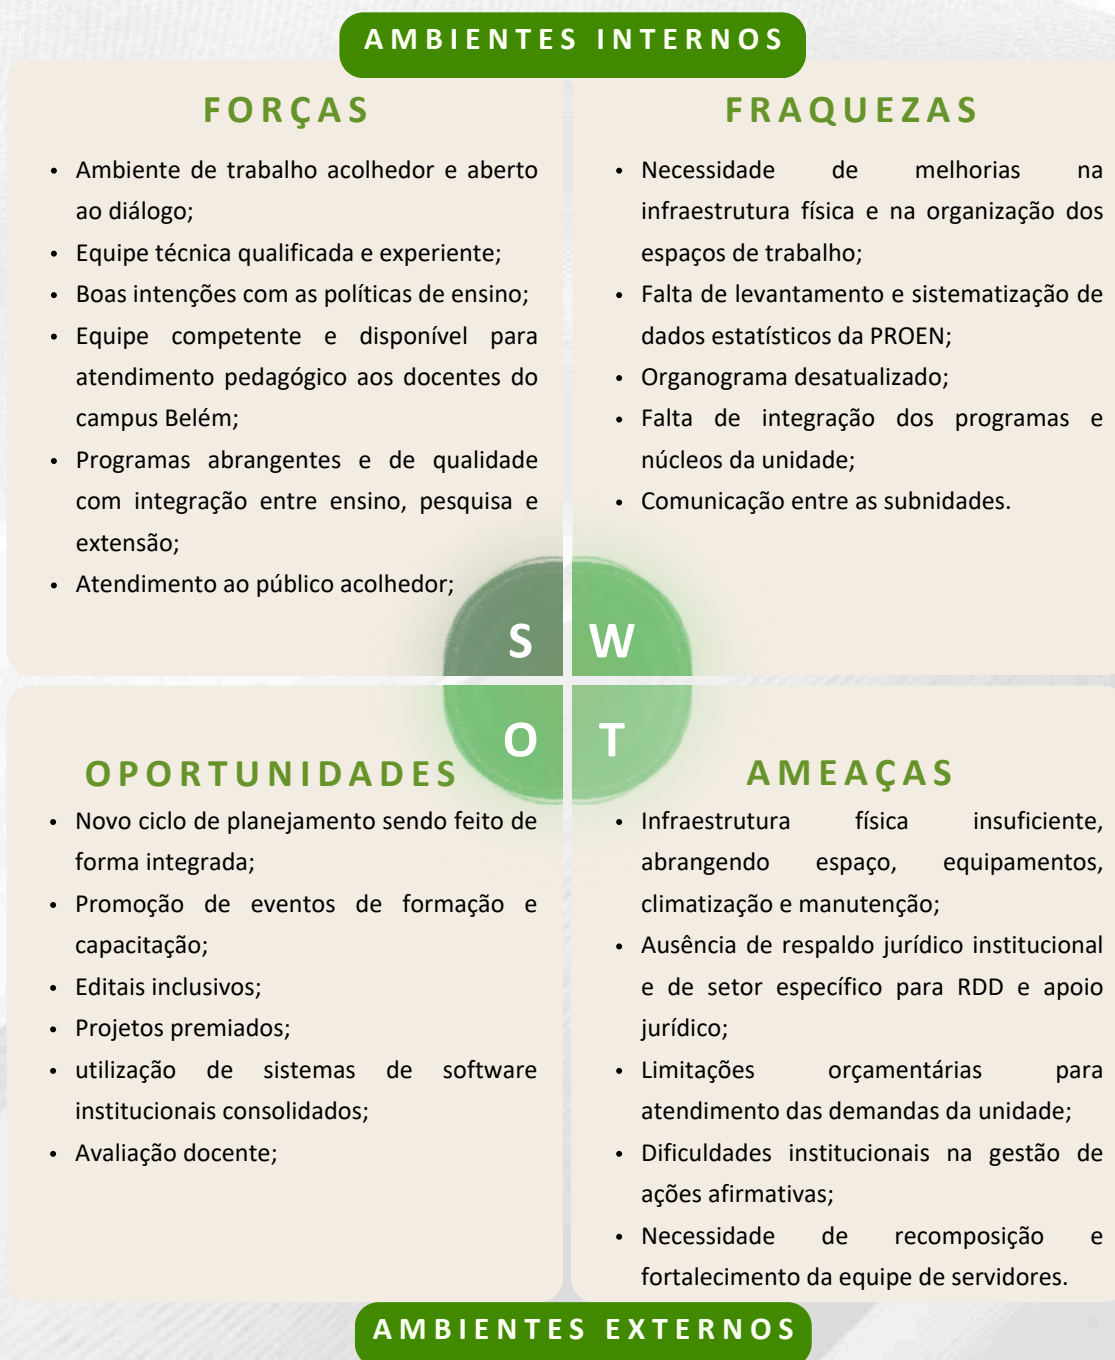 AMBIENTES INTERNOS
FORÇAS
• Ambiente de trabalho acolhedor e aberto
ao diálogo;
• Equipe técnica qualificada e experiente;
• Boas intenções com as políticas de ensino;
• Equipe competente e disponível para
atendimento pedagógico aos docentes do
campus Belém;
• Programas abrangentes e de qualidade
com integração entre ensino, pesquisa e
extensão;
• Atendimento ao público acolhedor;
FRAQUEZAS
• Necessidade de melhorias na
infraestrutura física e na organização dos
espaços de trabalho;
• Falta de levantamento e sistematização de
dados estatísticos da PROEN;
• Organograma desatualizado;
• Falta de integração dos programas e
núcleos da unidade;
• Comunicação entre as subnidades.
S W
O T
OPORTUNIDADES
• Novo ciclo de planejamento sendo feito de
forma integrada;
• Promoção de eventos de formação e
capacitação;
• Editais inclusivos;
• Projetos premiados;
• utilização de sistemas de software
institucionais consolidados;
• Avaliação docente;
AMEAÇAS
• Infraestrutura física insuficiente,
abrangendo espaço, equipamentos,
climatização e manutenção;
• Ausência de respaldo jurídico institucional
e de setor específico para RDD e apoio
jurídico;
• Limitações orçamentárias para
atendimento das demandas da unidade;
• Dificuldades institucionais na gestão de
ações afirmativas;
• Necessidade de recomposição e
fortalecimento da equipe de servidores.
AMBIENTES EXTERNOS